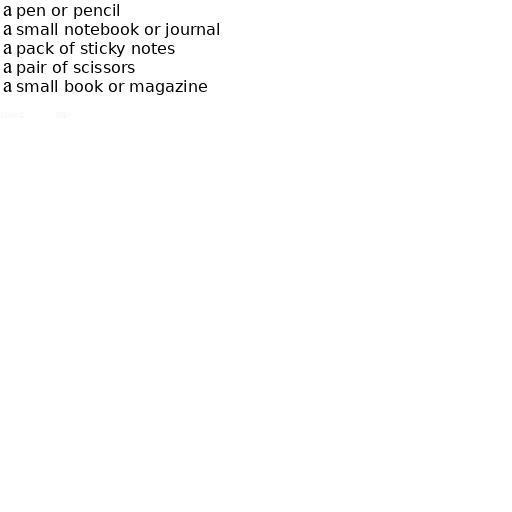 a pen or pencil
a small notebook or journal
a pack of sticky notes
a pair of scissors
a small book or magazine